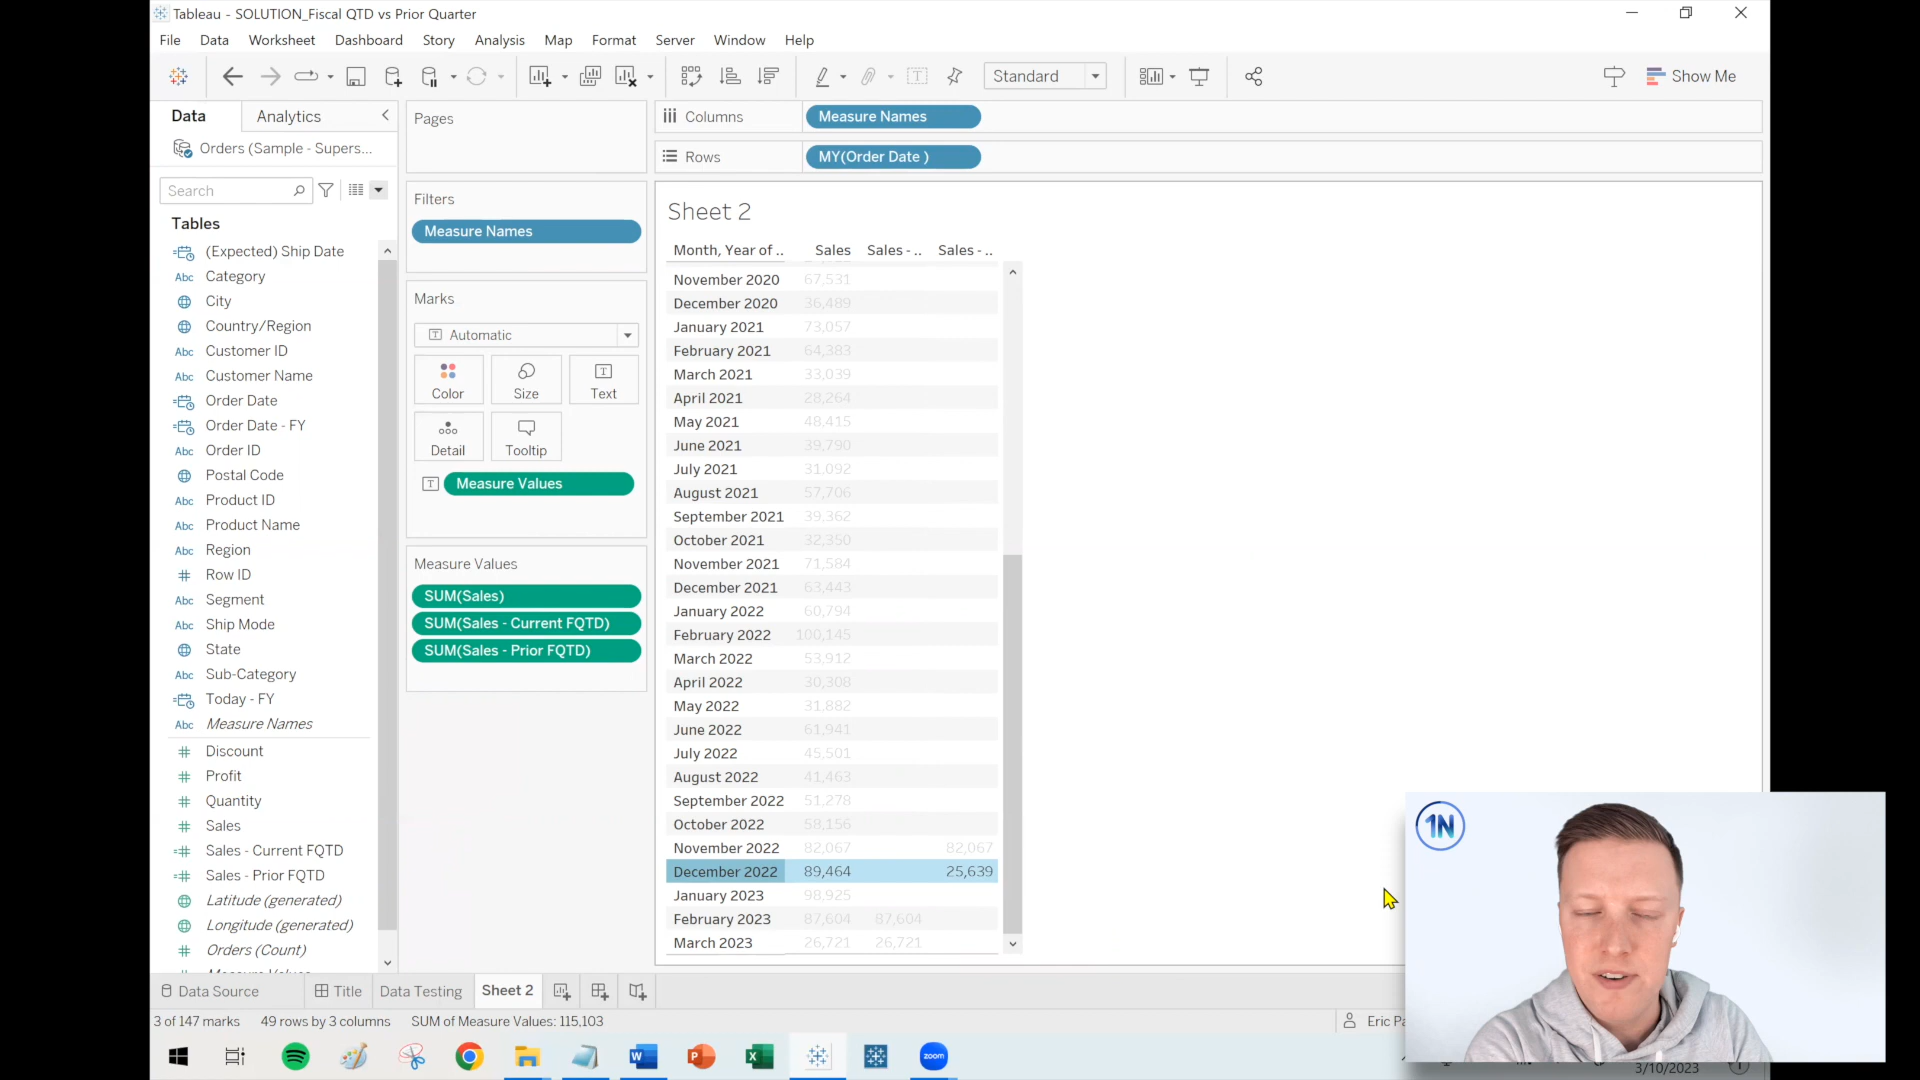 Tableau - SOLUTION_Fiscal QTD vs Prior Quarter
File Data Worksheet Dashboard Story Analysis Map Format Server Window Help
Standard
Show Me
Data
Analytics
Orders (Sample - Supers...
Search
Tables
(Expected) Ship Date
Category
City
Country/Region
Customer ID
Customer Name
Order Date
Order Date - FY
Order ID
Postal Code
Product ID
Product Name
Region
Row ID
Segment
Ship Mode
State
Sub-Category
Today - FY
Measure Names
Discount
Profit
Quantity
Sales
Sales - Current FQTD
Sales - Prior FQTD
Latitude (generated)
Longitude (generated)
Orders (Count)
Pages
Filters
Measure Names
Marks
Automatic
Color Size Text
Detail Tooltip
Measure Values
Measure Values
SUM(Sales)
SUM(Sales - Current FQTD)
SUM(Sales - Prior FQTD)
Columns Measure Names
Rows MY(Order Date )
Sheet 2
Month, Year of .. Sales Sales - .. Sales - ..
November 2020 67,531
December 2020 36,489
January 2021 73,057
February 2021 64,383
March 2021 33,039
April 2021 28,264
May 2021 48,415
June 2021 39,790
July 2021 31,092
August 2021 57,706
September 2021 39,362
October 2021 32,350
November 2021 71,584
December 2021 63,443
January 2022 60,794
February 2022 100,145
March 2022 53,912
April 2022 30,308
May 2022 31,882
June 2022 61,941
July 2022 45,501
August 2022 41,463
September 2022 51,278
October 2022 58,156
November 2022 82,067 82,067
December 2022 89,464 25,639
January 2023 98,925
February 2023 87,604 87,604
March 2023 26,721 26,721
1N
Data Source Title Data Testing Sheet 2
3 of 147 marks 49 rows by 3 columns SUM of Measure Values: 115,103
Eric
zoom
3/10/2023